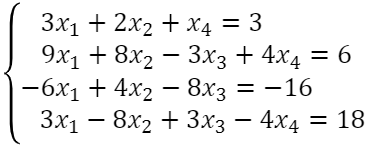 3x₁ + 2x₂ + x₄ = 3
9x₁ + 8x₂ − 3x₃ + 4x₄ = 6
−6x₁ + 4x₂ − 8x₃ = −16
3x₁ − 8x₂ + 3x₃ − 4x₄ = 18